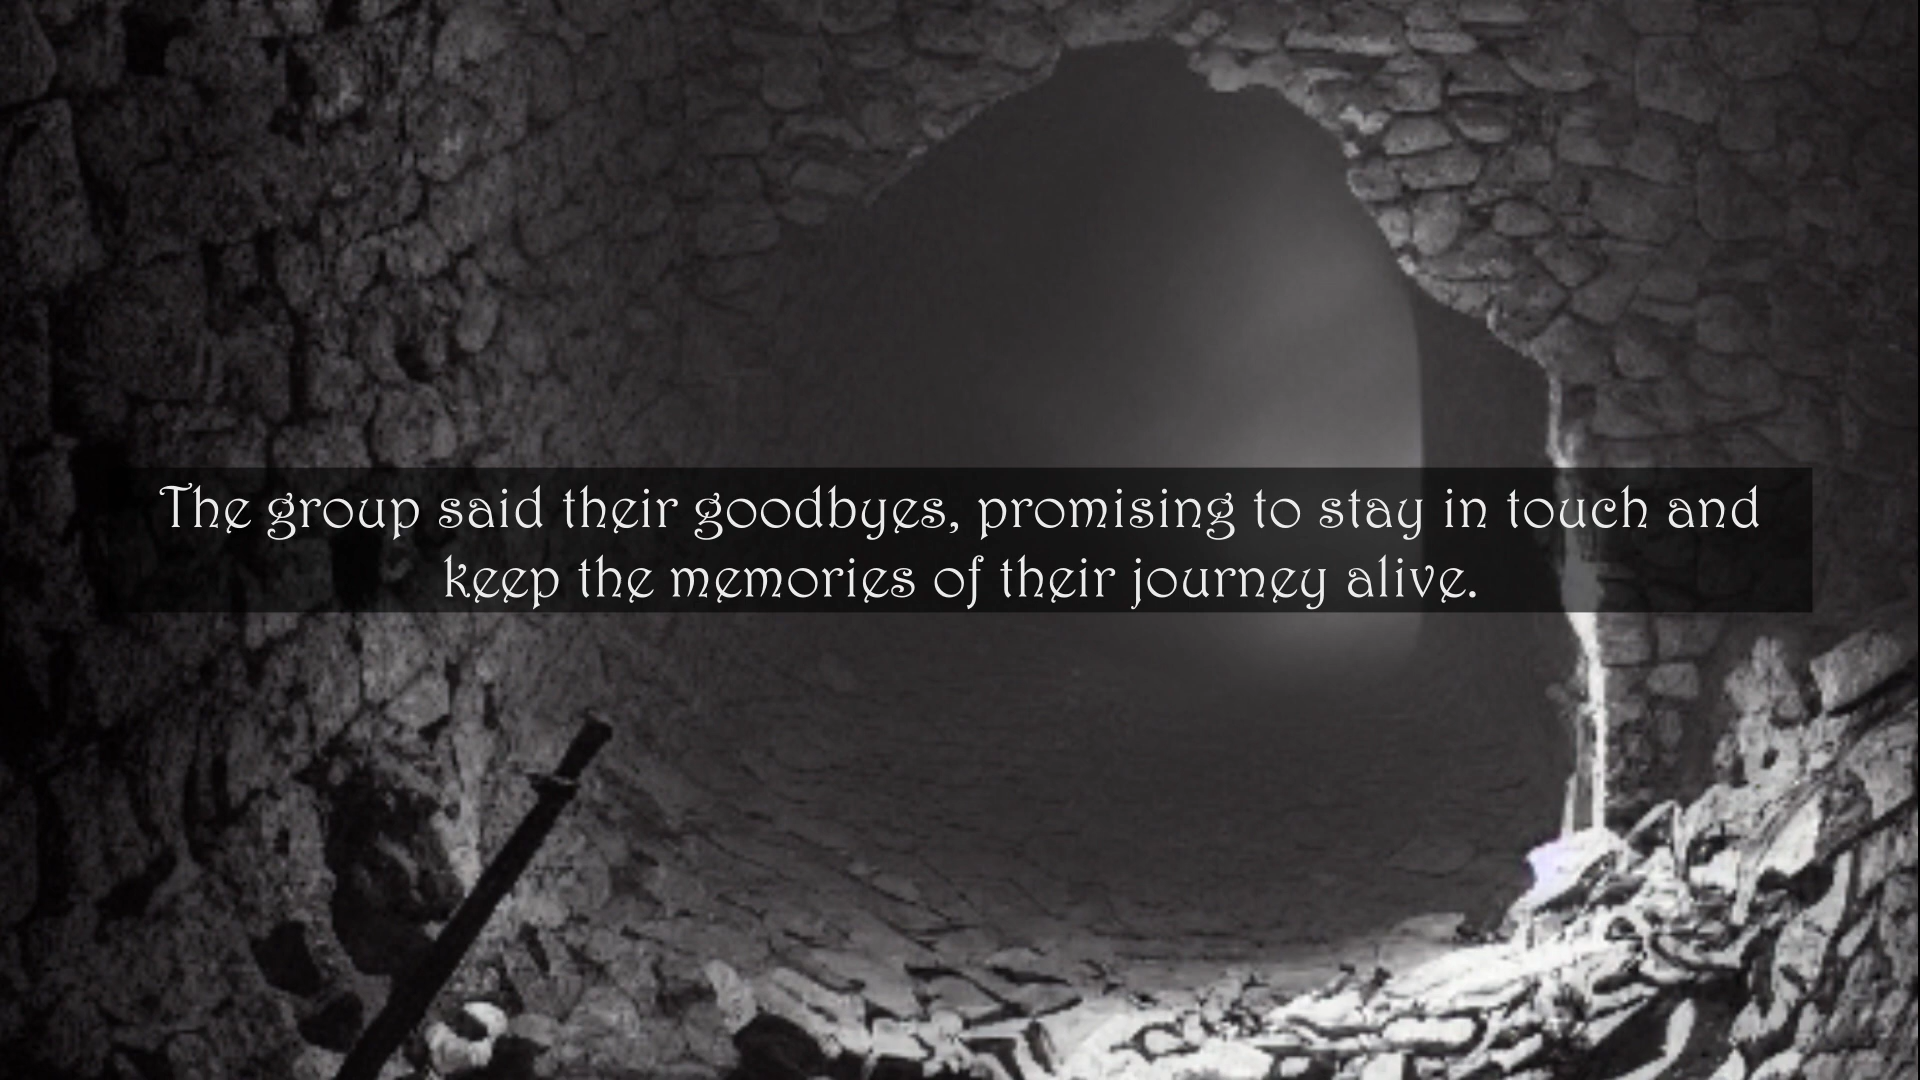 The group said their goodbyes, promising to stay in touch and
keep the memories of their journey alive.